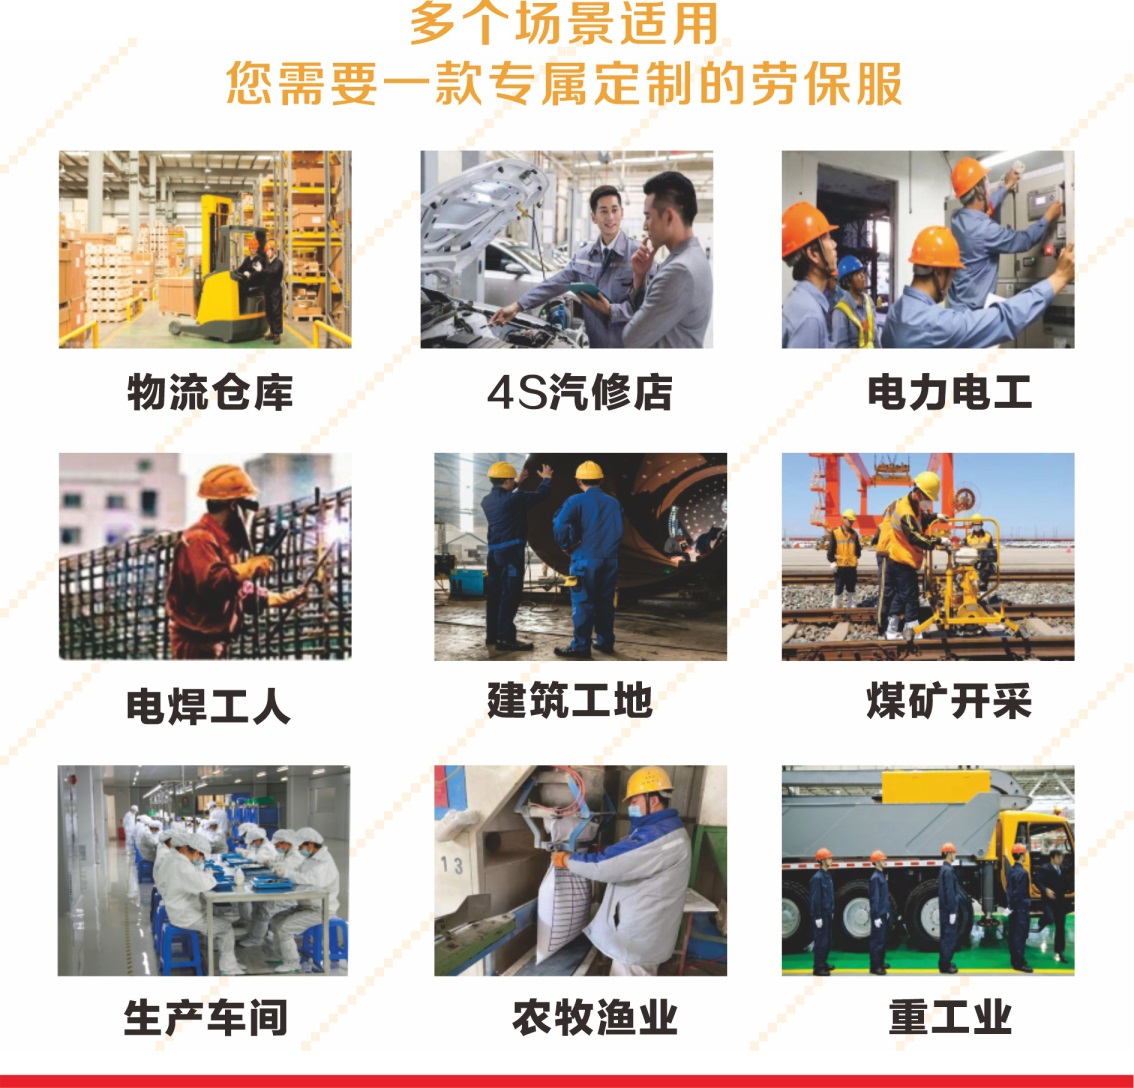 多个场景适用
您需要一款专属定制的劳保服
物流仓库
4S汽修店
电力电工
电焊工人
建筑工地
煤矿开采
13
生产车间
农牧渔业
重工业